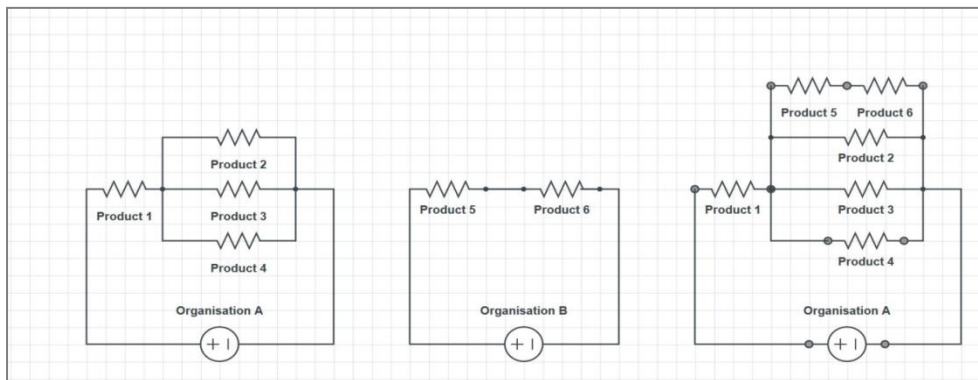 Product 2
Product 1
Product 3
Product 4
Organisation A
+ -
Product 5
Product 6
Organisation B
+ -
Product 5
Product 6
Product 2
Product 1
Product 3
Product 4
Organisation A
+ -